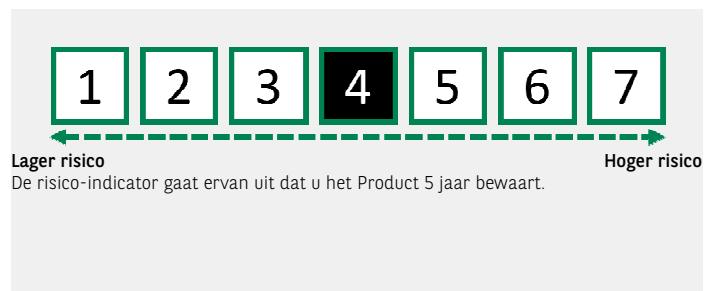 1 2 3 4 5 6 7
Lager risico Hoger risico
De risico-indicator gaat ervan uit dat u het Product 5 jaar bewaart.